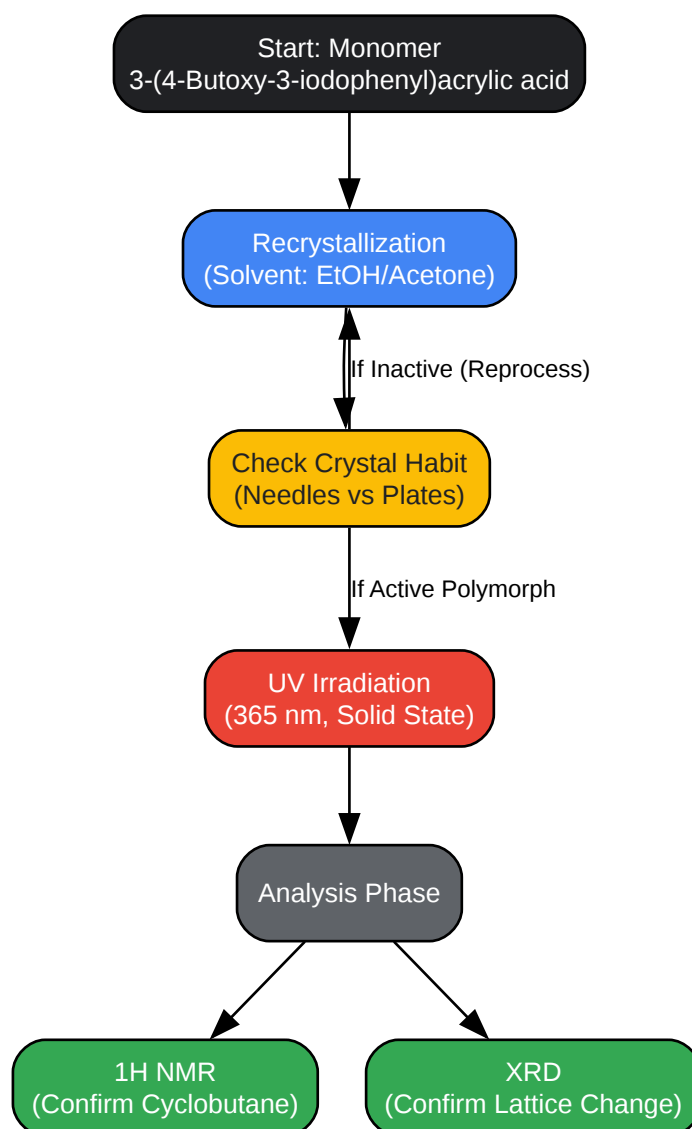 Start: Monomer
3-(4-Butoxy-3-iodophenyl)acrylic acid
Recrystallization
(Solvent: EtOH/Acetone)
If Inactive (Reprocess)
Check Crystal Habit
(Needles vs Plates)
If Active Polymorph
UV Irradiation
(365 nm, Solid State)
Analysis Phase
1H NMR
(Confirm Cyclobutane)
XRD
(Confirm Lattice Change)